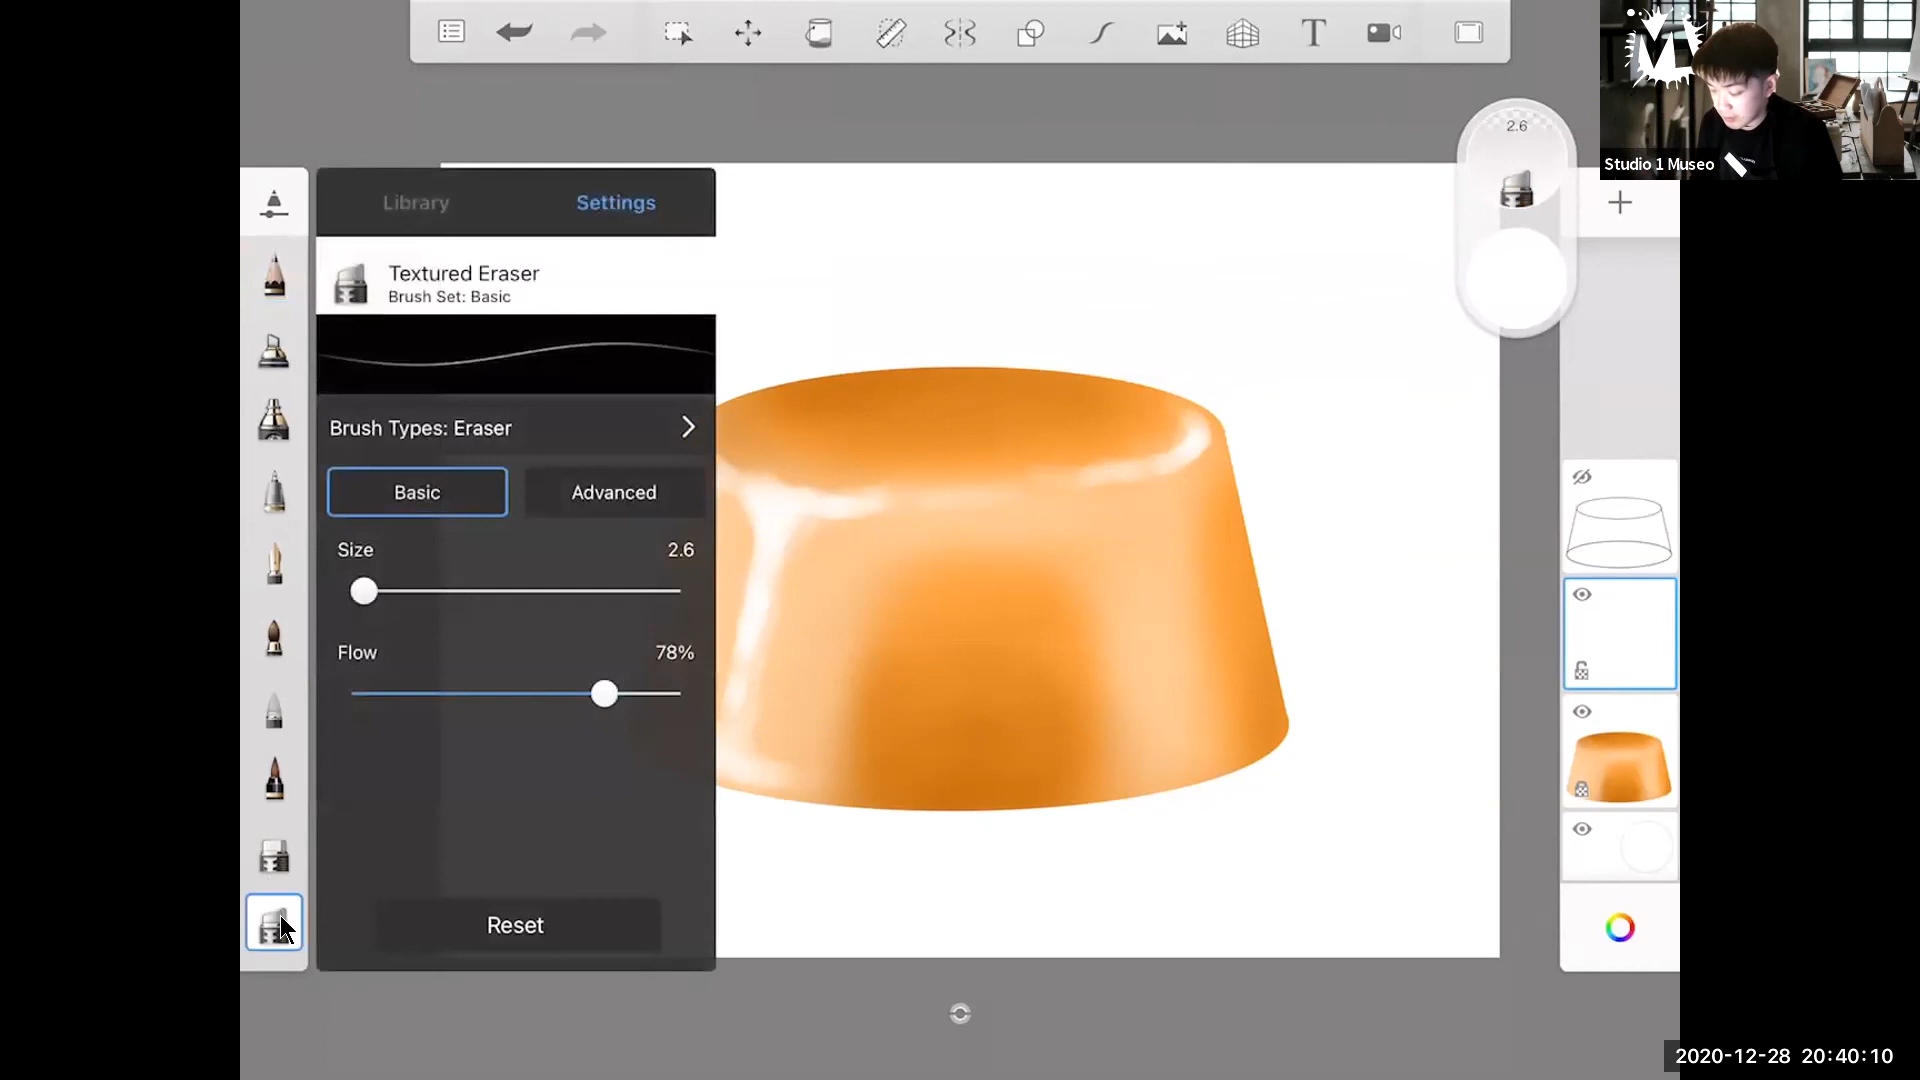 T
2.6
Studio 1 Museo
Library
Settings
Textured Eraser
Brush Set: Basic
Brush Types: Eraser
Basic
Advanced
Size
2.6
Flow
78%
Reset
2020-12-28 20:40:10